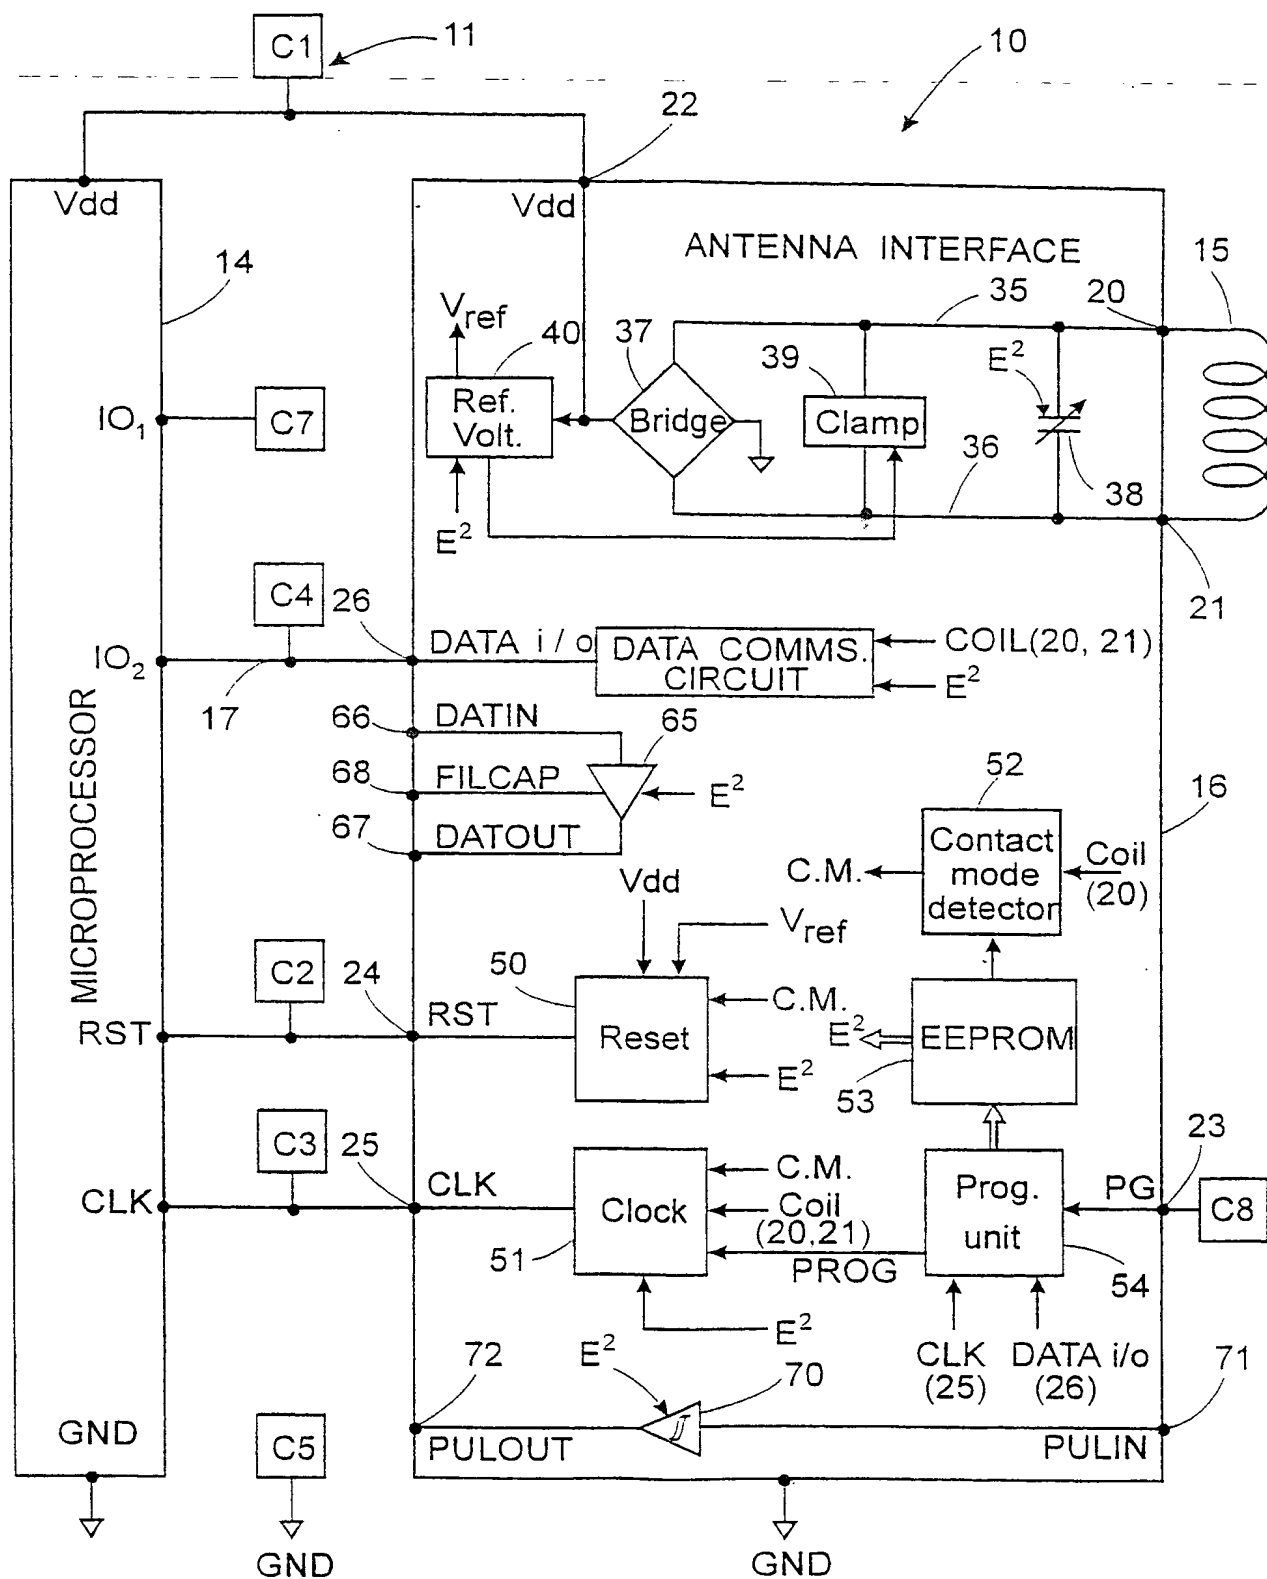 C1
11
10
22
Vdd
Vdd
ANTENNA INTERFACE
14
15
35
20
Vref
40
37
39
E²
Ref.
Volt.
Bridge
Clamp
IO1
C7
36
38
E²
21
C4
26
DATA i / o
DATA COMMS.
CIRCUIT
COIL(20, 21)
E²
IO2
17
66
DATIN
65
68
FILCAP
E²
67
DATOUT
52
16
Contact
mode
detector
C.M.
Coil
(20)
MICROPROCESSOR
Vdd
Vref
C2
24
50
RST
RST
Reset
C.M.
E²
E²
EEPROM
53
C3
25
23
CLK
CLK
Clock
C.M.
Coil
(20,21)
51
PROG
Prog.
unit
PG
C8
54
E²
CLK
(25)
DATA i/o
(26)
72
E²
70
71
GND
C5
PULOUT
PULIN
GND
GND